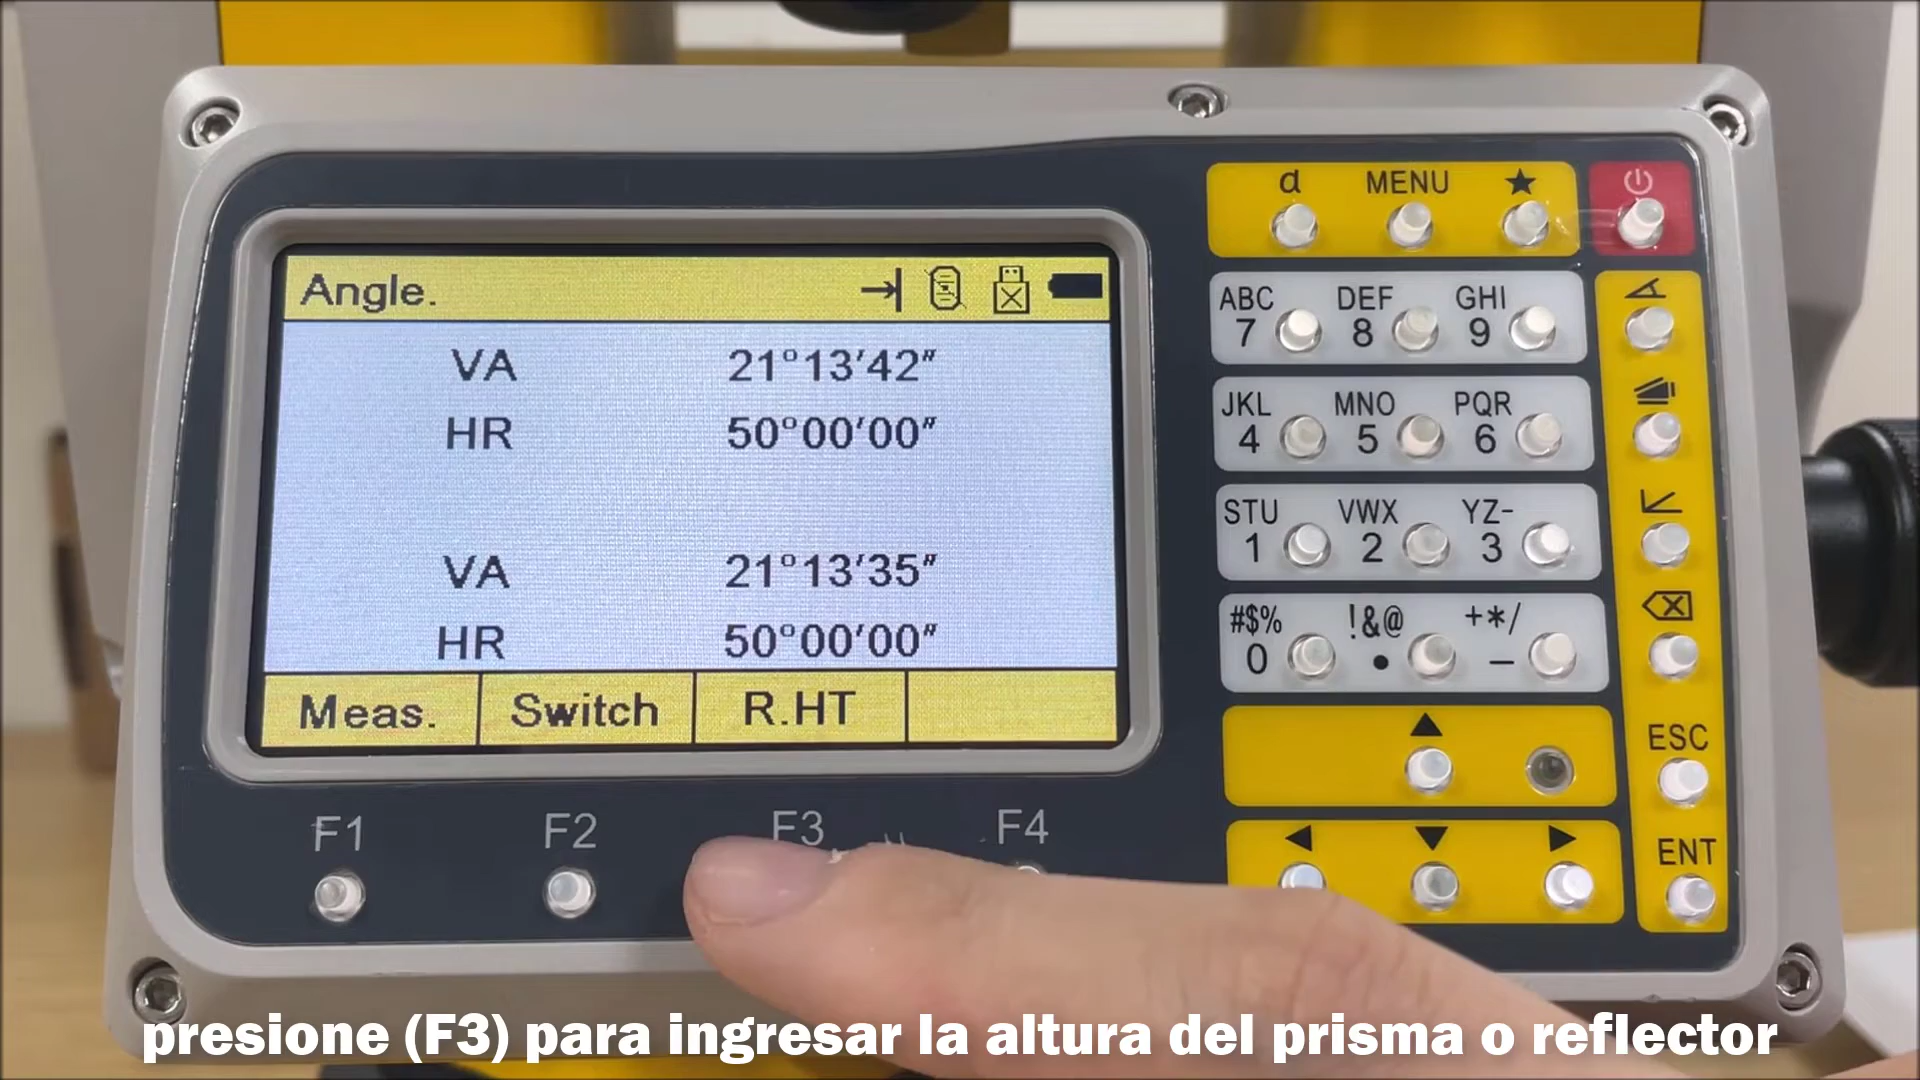 α MENU ★
Angle.
VA 21°13'42"
HR 50°00'00"
VA 21°13'35"
HR 50°00'00"
Meas. Switch R.HT
F1 F2 F3 F4
ABC DEF GHI
7 8 9
JKL MNO PQR
4 5 6
STU VWX YZ-
1 2 3
#$% !&@ +*/
0 • −
ESC
ENT
presione (F3) para ingresar la altura del prisma o reflector